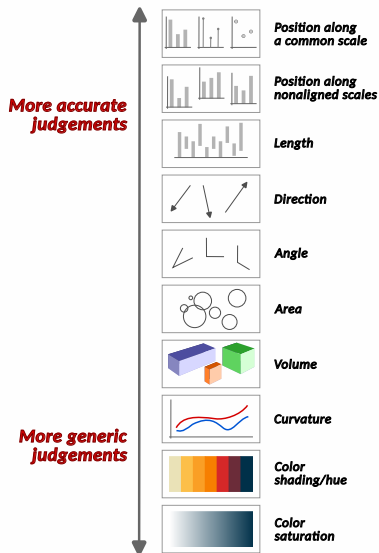 Position along
a common scale
Position along
nonaligned scales
More accurate
judgements
Length
Direction
Angle
Area
Volume
Curvature
More generic
judgements
Color
shading/hue
Color
saturation